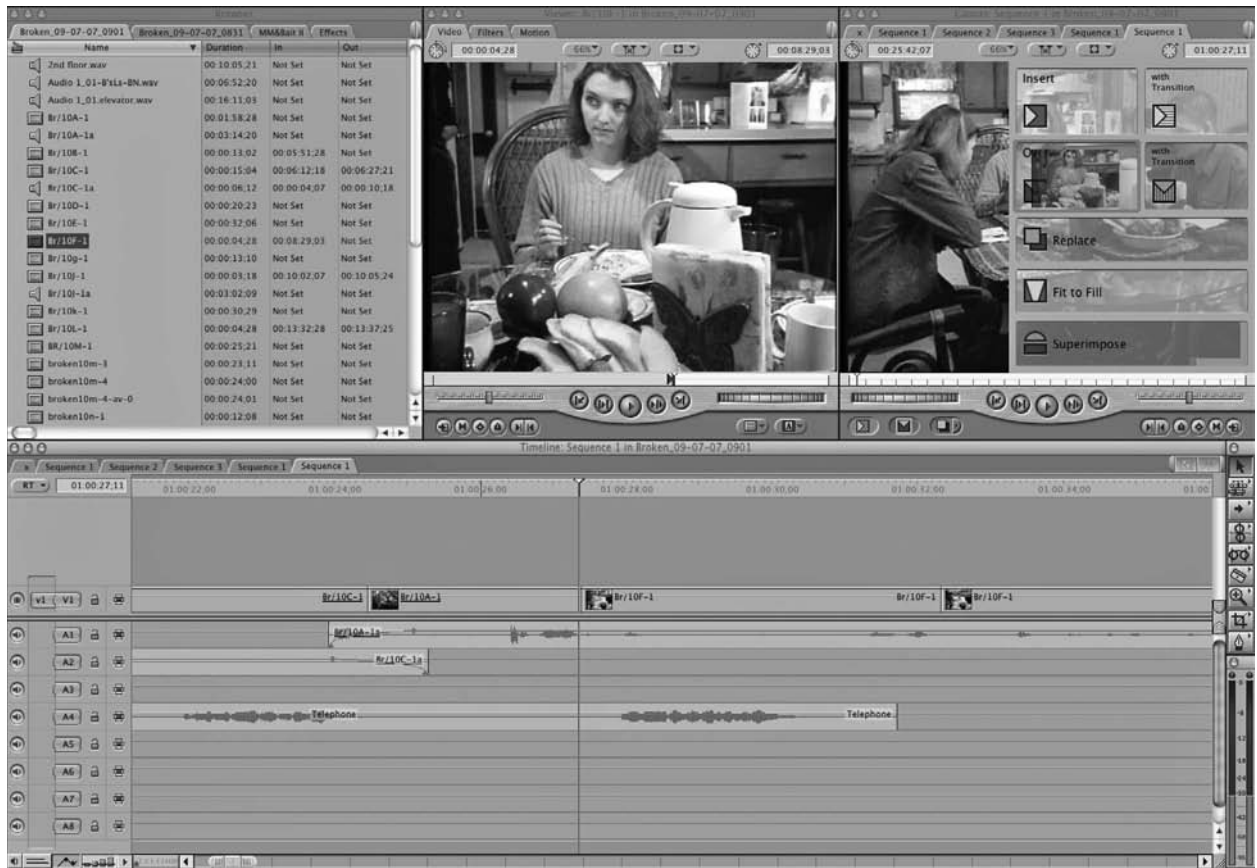 Browser
Viewer: Br/10F-1 in Broken_09-07-07_0901
Canvas: Sequence 1 in Broken_09-07-07_0901
Broken_09-07-07_0901 Broken_09-07-07_0831 MM&Bait II Effects
Name Duration In Out
2nd floor.wav 00:10:05;21 Not Set Not Set
Audio 1_01-B'sLs-BN.wav 00:06:52;20 Not Set Not Set
Audio 1_01.elevator.wav 00:16:11;03 Not Set Not Set
Br/10A-1 00:01:58;28 Not Set Not Set
Br/10A-1a 00:03:14;20 Not Set Not Set
Br/10B-1 00:00:13;02 00:05:51;28 Not Set
Br/10C-1 00:00:15;04 00:06:12;18 00:06:27;21
Br/10C-1a 00:00:06;12 00:00:04;07 00:00:10;18
Br/10D-1 00:00:20;23 Not Set Not Set
Br/10E-1 00:00:32;06 Not Set Not Set
Br/10F-1 00:00:04;28 00:08:29;03 Not Set
Br/10g-1 00:00:13;10 Not Set Not Set
Br/10J-1 00:00:03;18 00:10:02;07 00:10:05;24
Br/10J-1a 00:03:02;09 Not Set Not Set
Br/10k-1 00:00:30;29 Not Set Not Set
Br/10L-1 00:00:04;28 00:13:32;28 00:13:37;25
BR/10M-1 00:00:25;21 Not Set Not Set
broken10m-3 00:00:23;11 Not Set Not Set
broken10m-4 00:00:24;00 Not Set Not Set
broken10m-4-av-0 00:00:24;01 Not Set Not Set
broken10n-1 00:00:12;08 Not Set Not Set
Video Filters Motion
00:00:04;28 66% 00:08:29;03
x Sequence 1 Sequence 2 Sequence 3 Sequence 1 Sequence 1
00:25:42;07 66% 01:00:27;11
Insert
with
Transition
with
Transition
Replace
Fit to Fill
Superimpose
Timeline: Sequence 1 in Broken_09-07-07_0901
x Sequence 1 Sequence 2 Sequence 3 Sequence 1 Sequence 1
RT 01:00:27;11 01:00:22;00 01:00:24;00 01:00:26;00 01:00:28;00 01:00:30;00 01:00:32;00 01:00:34;00 01:00
v1 V1 Br/10C-1 Br/10A-1 Br/10F-1 Br/10F-1 Br/10F-1
A1 Br/10A-1a
A2 Br/10C-1a
A3
A4 Telephone Telephone
A5
A6
A7
A8